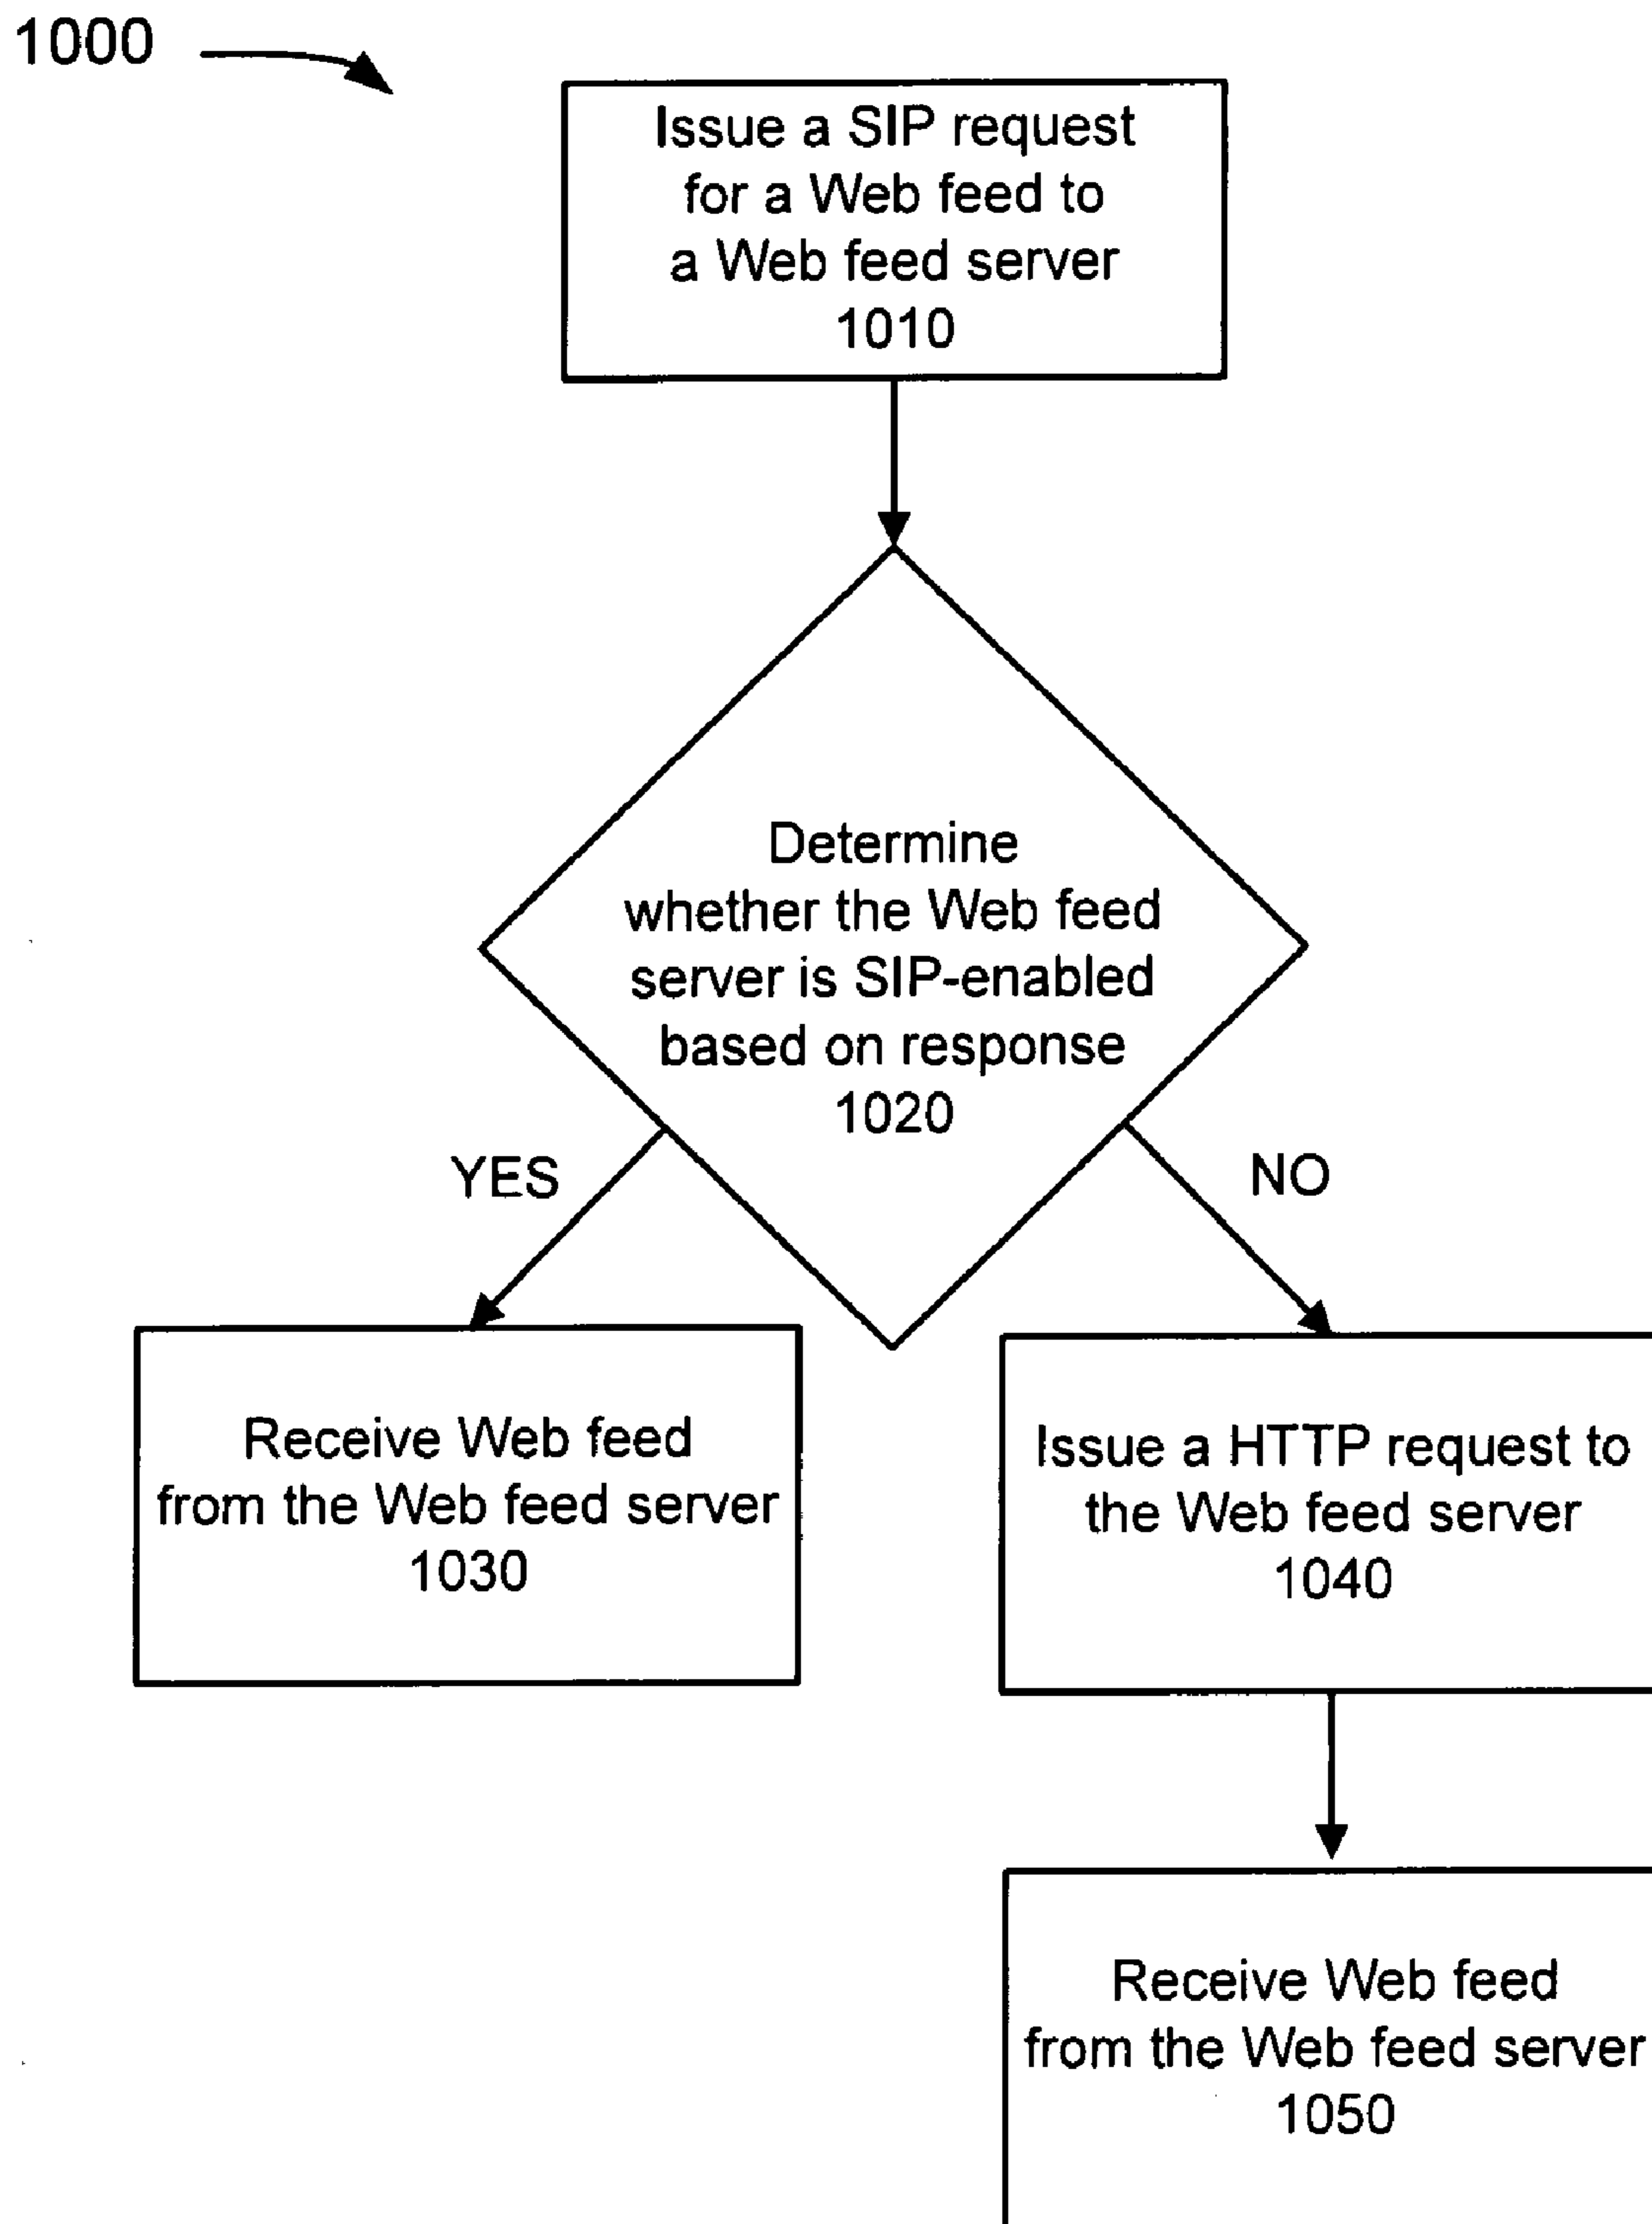 1000
Issue a SIP request
for a Web feed to
a Web feed server
1010
Determine
whether the Web feed
server is SIP-enabled
based on response
1020
YES
NO
Receive Web feed
from the Web feed server
1030
Issue a HTTP request to
the Web feed server
1040
Receive Web feed
from the Web feed server
1050